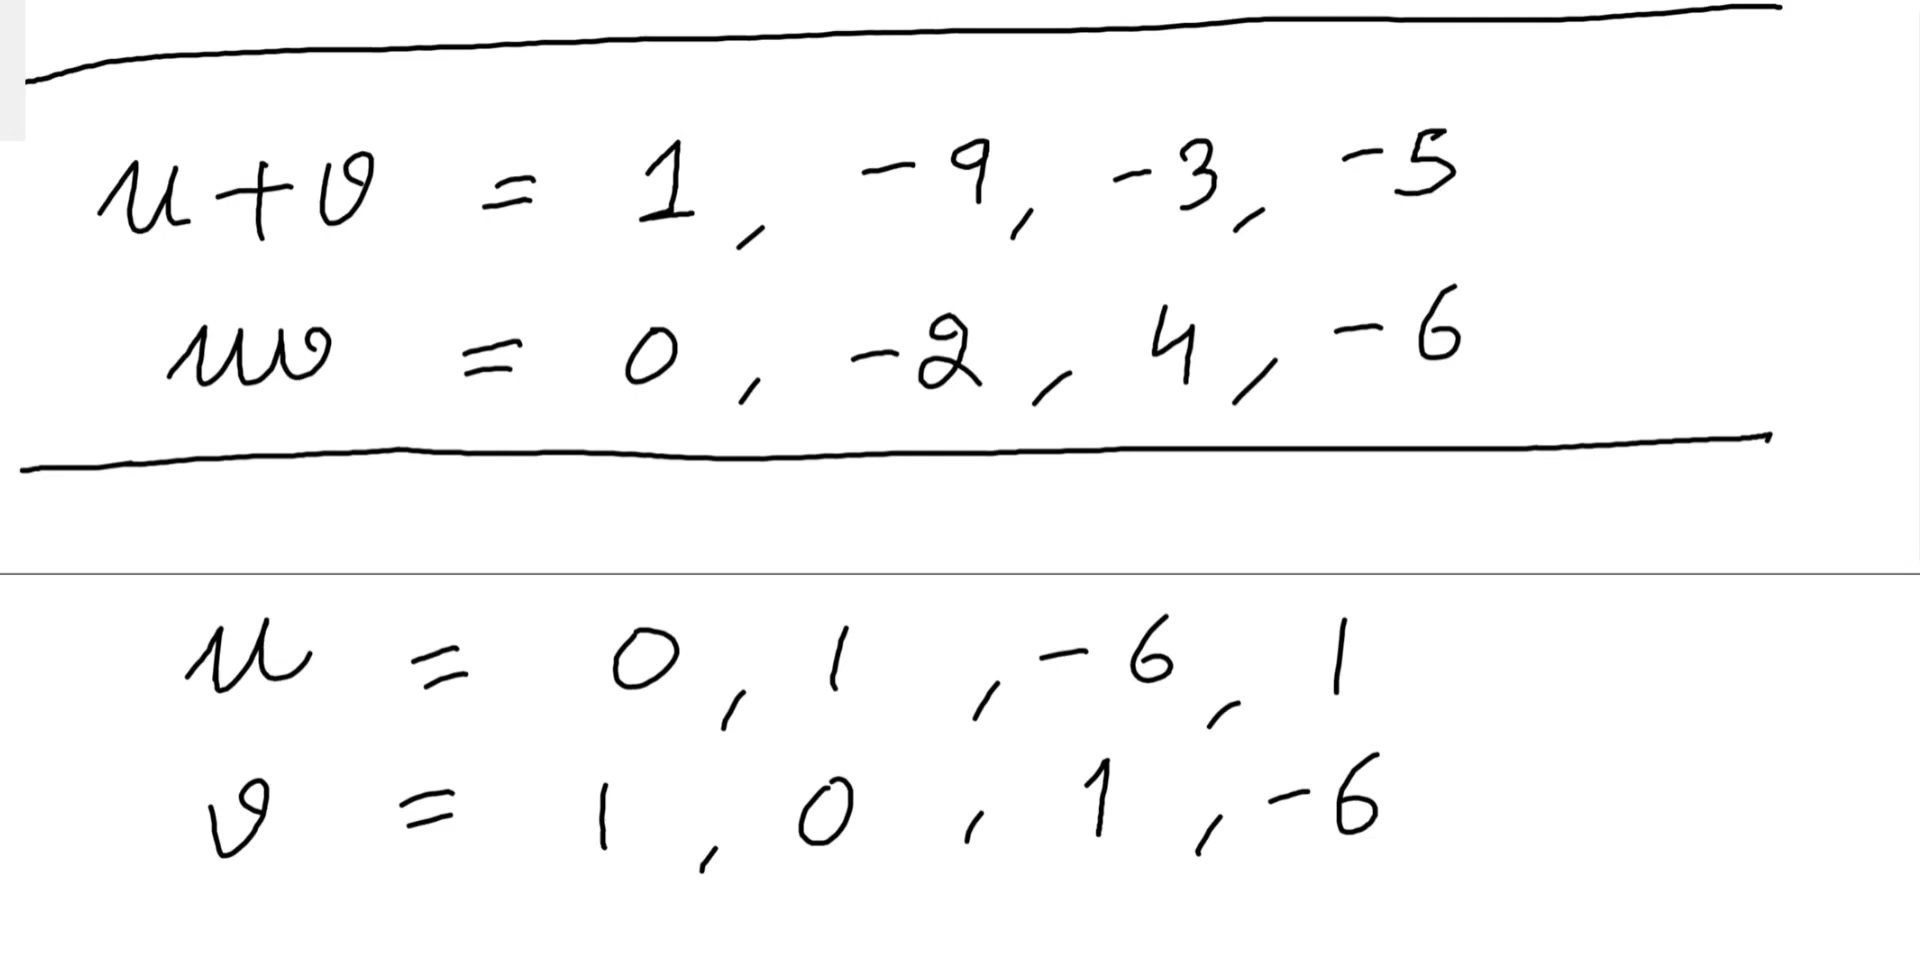 u+v = 1, -9, -3, -5
uv = 0, -2, 4, -6
u = 0, 1, -6, 1
v = 1, 0, 1, -6